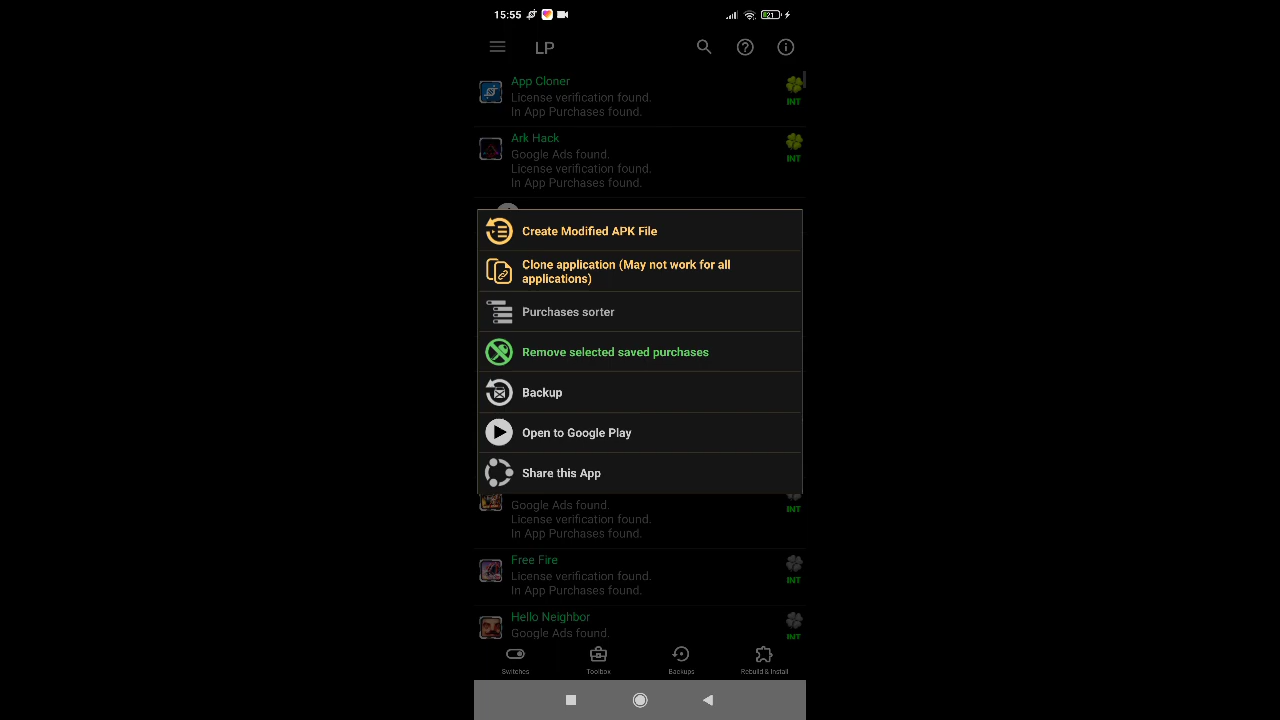 15:55
21
LP
App Cloner
License verification found.
In App Purchases found.
INT
Ark Hack
Google Ads found.
License verification found.
In App Purchases found.
INT
Create Modified APK File
Clone application (May not work for all
applications)
Purchases sorter
Remove selected saved purchases
Backup
Open to Google Play
Share this App
Google Ads found.
License verification found.
In App Purchases found.
INT
Free Fire
License verification found.
In App Purchases found.
INT
Hello Neighbor
Google Ads found.
INT
Switches
Toolbox
Backups
Rebuild & Install